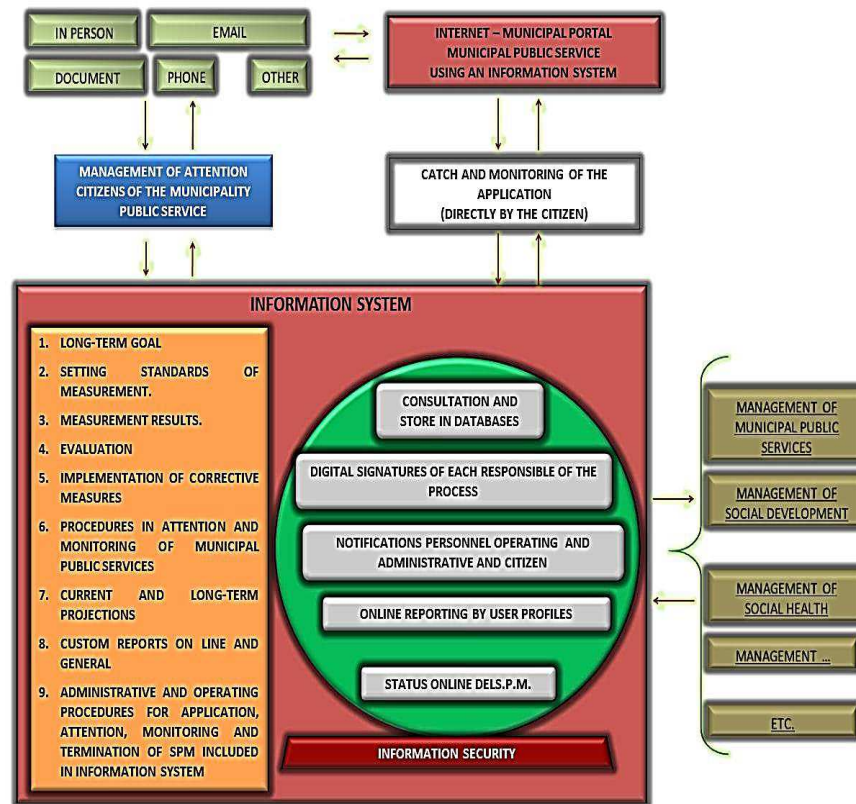 IN PERSON
EMAIL
DOCUMENT
PHONE
OTHER
INTERNET – MUNICIPAL PORTAL
MUNICIPAL PUBLIC SERVICE
USING AN INFORMATION SYSTEM
MANAGEMENT OF ATTENTION
CITIZENS OF THE MUNICIPALITY
PUBLIC SERVICE
CATCH AND MONITORING OF THE
APPLICATION
(DIRECTLY BY THE CITIZEN)
INFORMATION SYSTEM
1. LONG-TERM GOAL
2. SETTING STANDARDS OF
MEASUREMENT.
3. MEASUREMENT RESULTS.
4. EVALUATION
5. IMPLEMENTATION OF CORRECTIVE
MEASURES
6. PROCEDURES IN ATTENTION AND
MONITORING OF MUNICIPAL
PUBLIC SERVICES
7. CURRENT AND LONG-TERM
PROJECTIONS
8. CUSTOM REPORTS ON LINE AND
GENERAL
9. ADMINISTRATIVE AND OPERATING
PROCEDURES FOR APPLICATION,
ATTENTION, MONITORING AND
TERMINATION OF SPM INCLUDED
IN INFORMATION SYSTEM
CONSULTATION AND
STORE IN DATABASES
DIGITAL SIGNATURES OF EACH RESPONSIBLE OF THE
PROCESS
NOTIFICATIONS PERSONNEL OPERATING AND
ADMINISTRATIVE AND CITIZEN
ONLINE REPORTING BY USER PROFILES
STATUS ONLINE DELS.P.M.
INFORMATION SECURITY
MANAGEMENT OF
MUNICIPAL PUBLIC
SERVICES
MANAGEMENT OF
SOCIAL DEVELOPMENT
MANAGEMENT OF
SOCIAL HEALTH
MANAGEMENT ...
ETC.